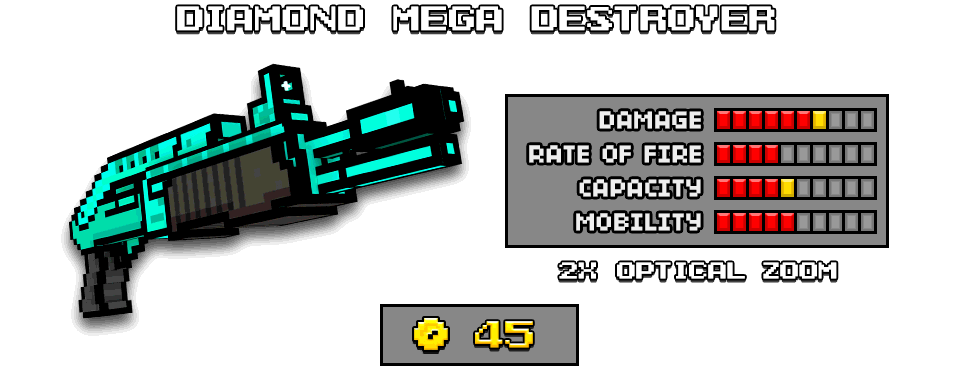 DIAMOND MEGA DESTROYER
DAMAGE
RATE OF FIRE
CAPACITY
MOBILITY
2X OPTICAL ZOOM
45